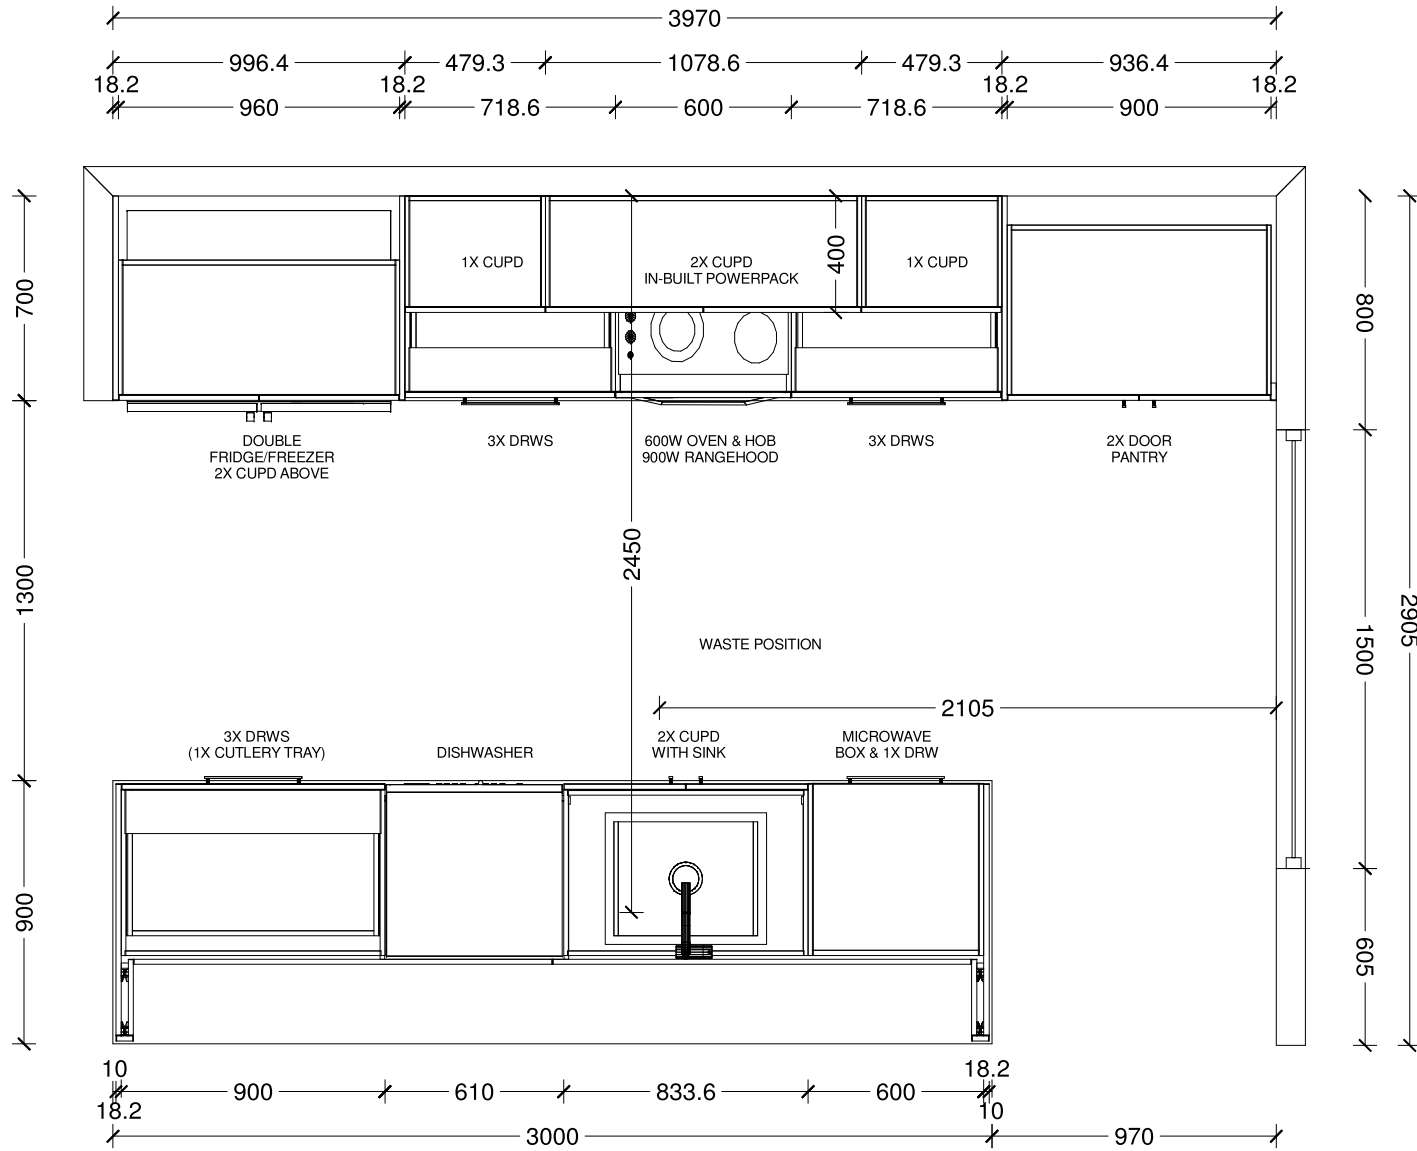 3970
996.4 479.3 1078.6 479.3 936.4
18.2 18.2 18.2 18.2
960 718.6 600 718.6 900
700
1300
900
1X CUPD
2X CUPD
IN-BUILT POWERPACK
400
1X CUPD
800
1500
605
2905
DOUBLE
FRIDGE/FREEZER
2X CUPD ABOVE
3X DRWS
600W OVEN & HOB
900W RANGEHOOD
3X DRWS
2X DOOR
PANTRY
2450
WASTE POSITION
2105
3X DRWS
(1X CUTLERY TRAY)
DISHWASHER
2X CUPD
WITH SINK
MICROWAVE
BOX & 1X DRW
10 18.2
900 610 833.6 600
18.2 10
3000 970